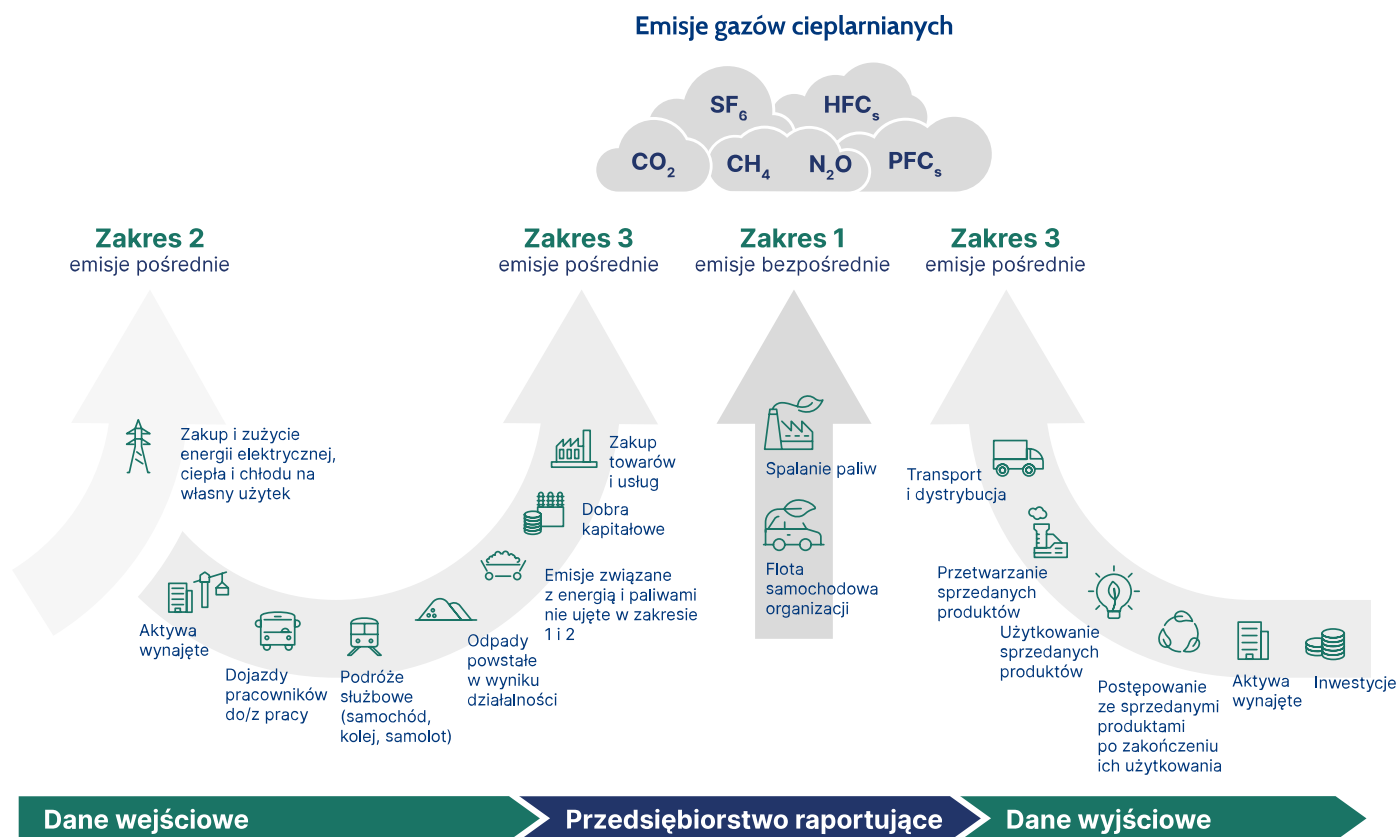 Emisje gazów cieplarnianych
SF₆
HFCₛ
CO₂
CH₄
N₂O
PFCₛ
Zakres 2
emisje pośrednie
Zakup i zużycie
energii elektrycznej,
ciepła i chłodu na
własny użytek
Zakres 3
emisje pośrednie
Zakup
towarów
i usług
Dobra
kapitałowe
Emisje związane
z energią i paliwami
nie ujęte w zakresie
1 i 2
Odpady
powstałe
w wyniku
działalności
Podróże
służbowe
(samochód,
kolej, samolot)
Dojazdy
pracowników
do/z pracy
Aktywa
wynajęte
Zakres 1
emisje bezpośrednie
Spalanie paliw
Flota
samochodowa
organizacji
Zakres 3
emisje pośrednie
Transport
i dystrybucja
Przetwarzanie
sprzedanych
produktów
Użytkowanie
sprzedanych
produktów
Postępowanie
ze sprzedanymi
produktami
po zakończeniu
ich użytkowania
Aktywa
wynajęte
Inwestycje
Dane wejściowe
Przedsiębiorstwo raportujące
Dane wyjściowe